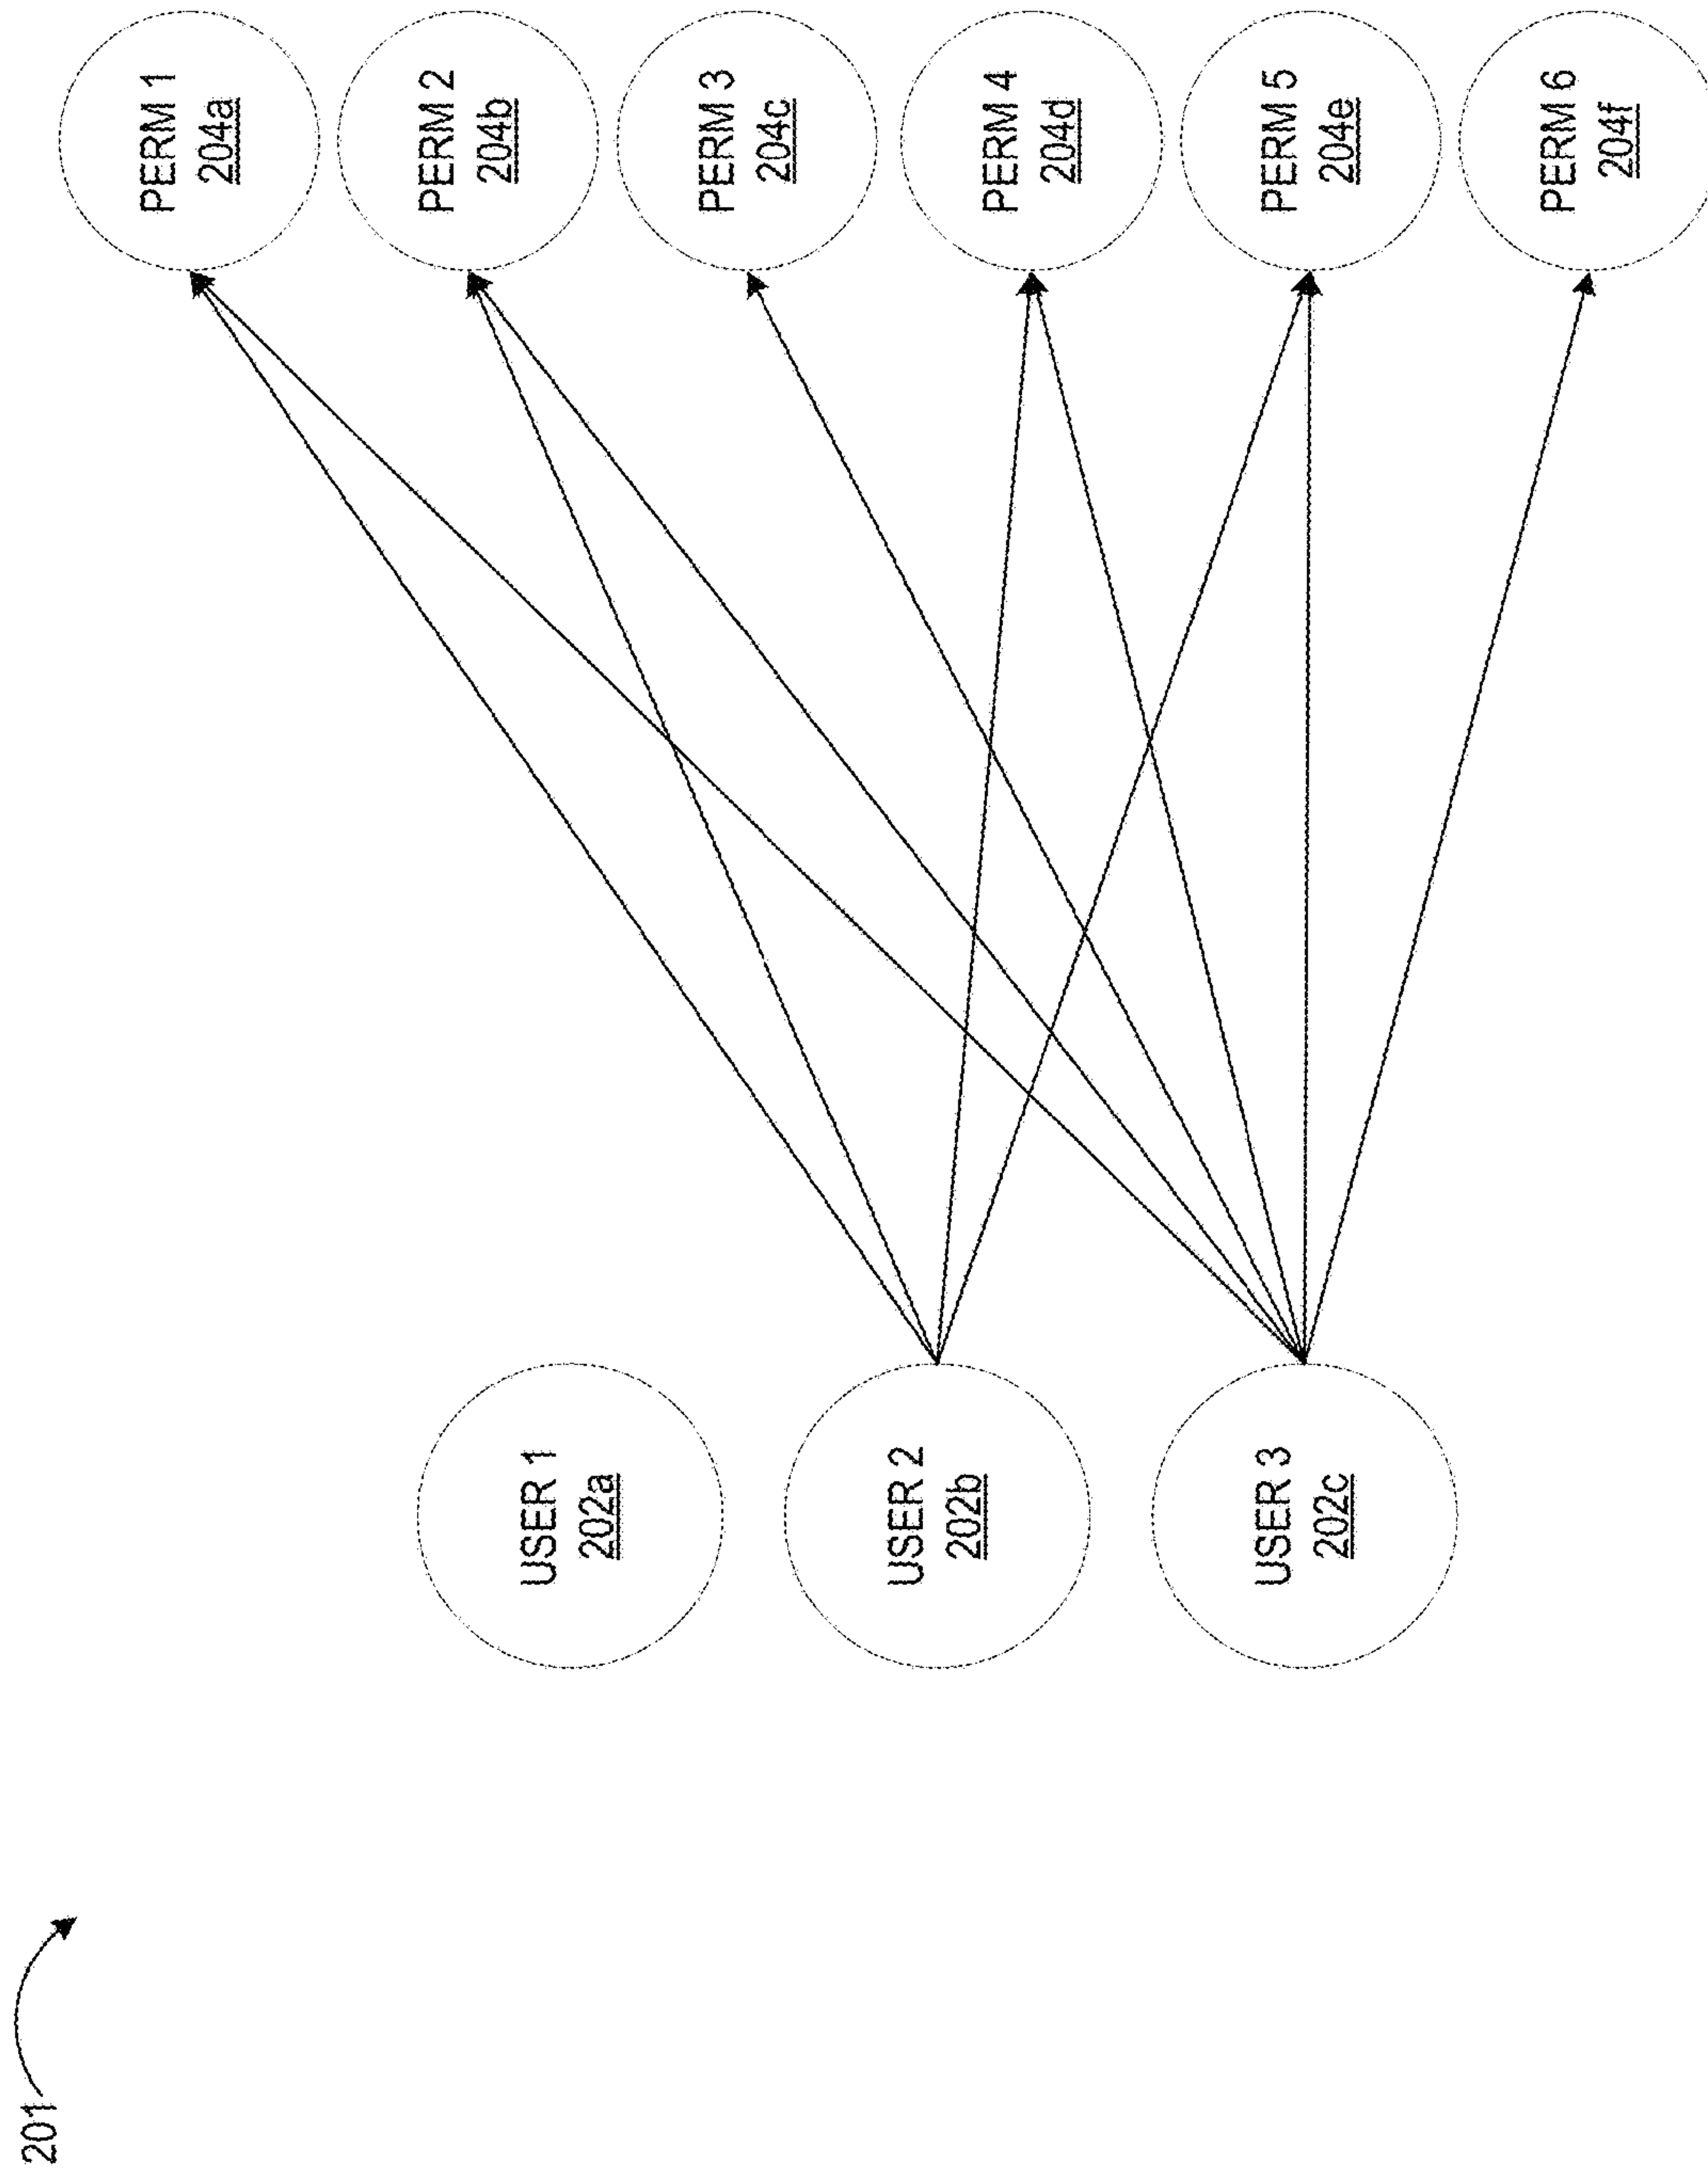 201
USER 1
202a
USER 2
202b
USER 3
202c
PERM 1
204a
PERM 2
204b
PERM 3
204c
PERM 4
204d
PERM 5
204e
PERM 6
204f